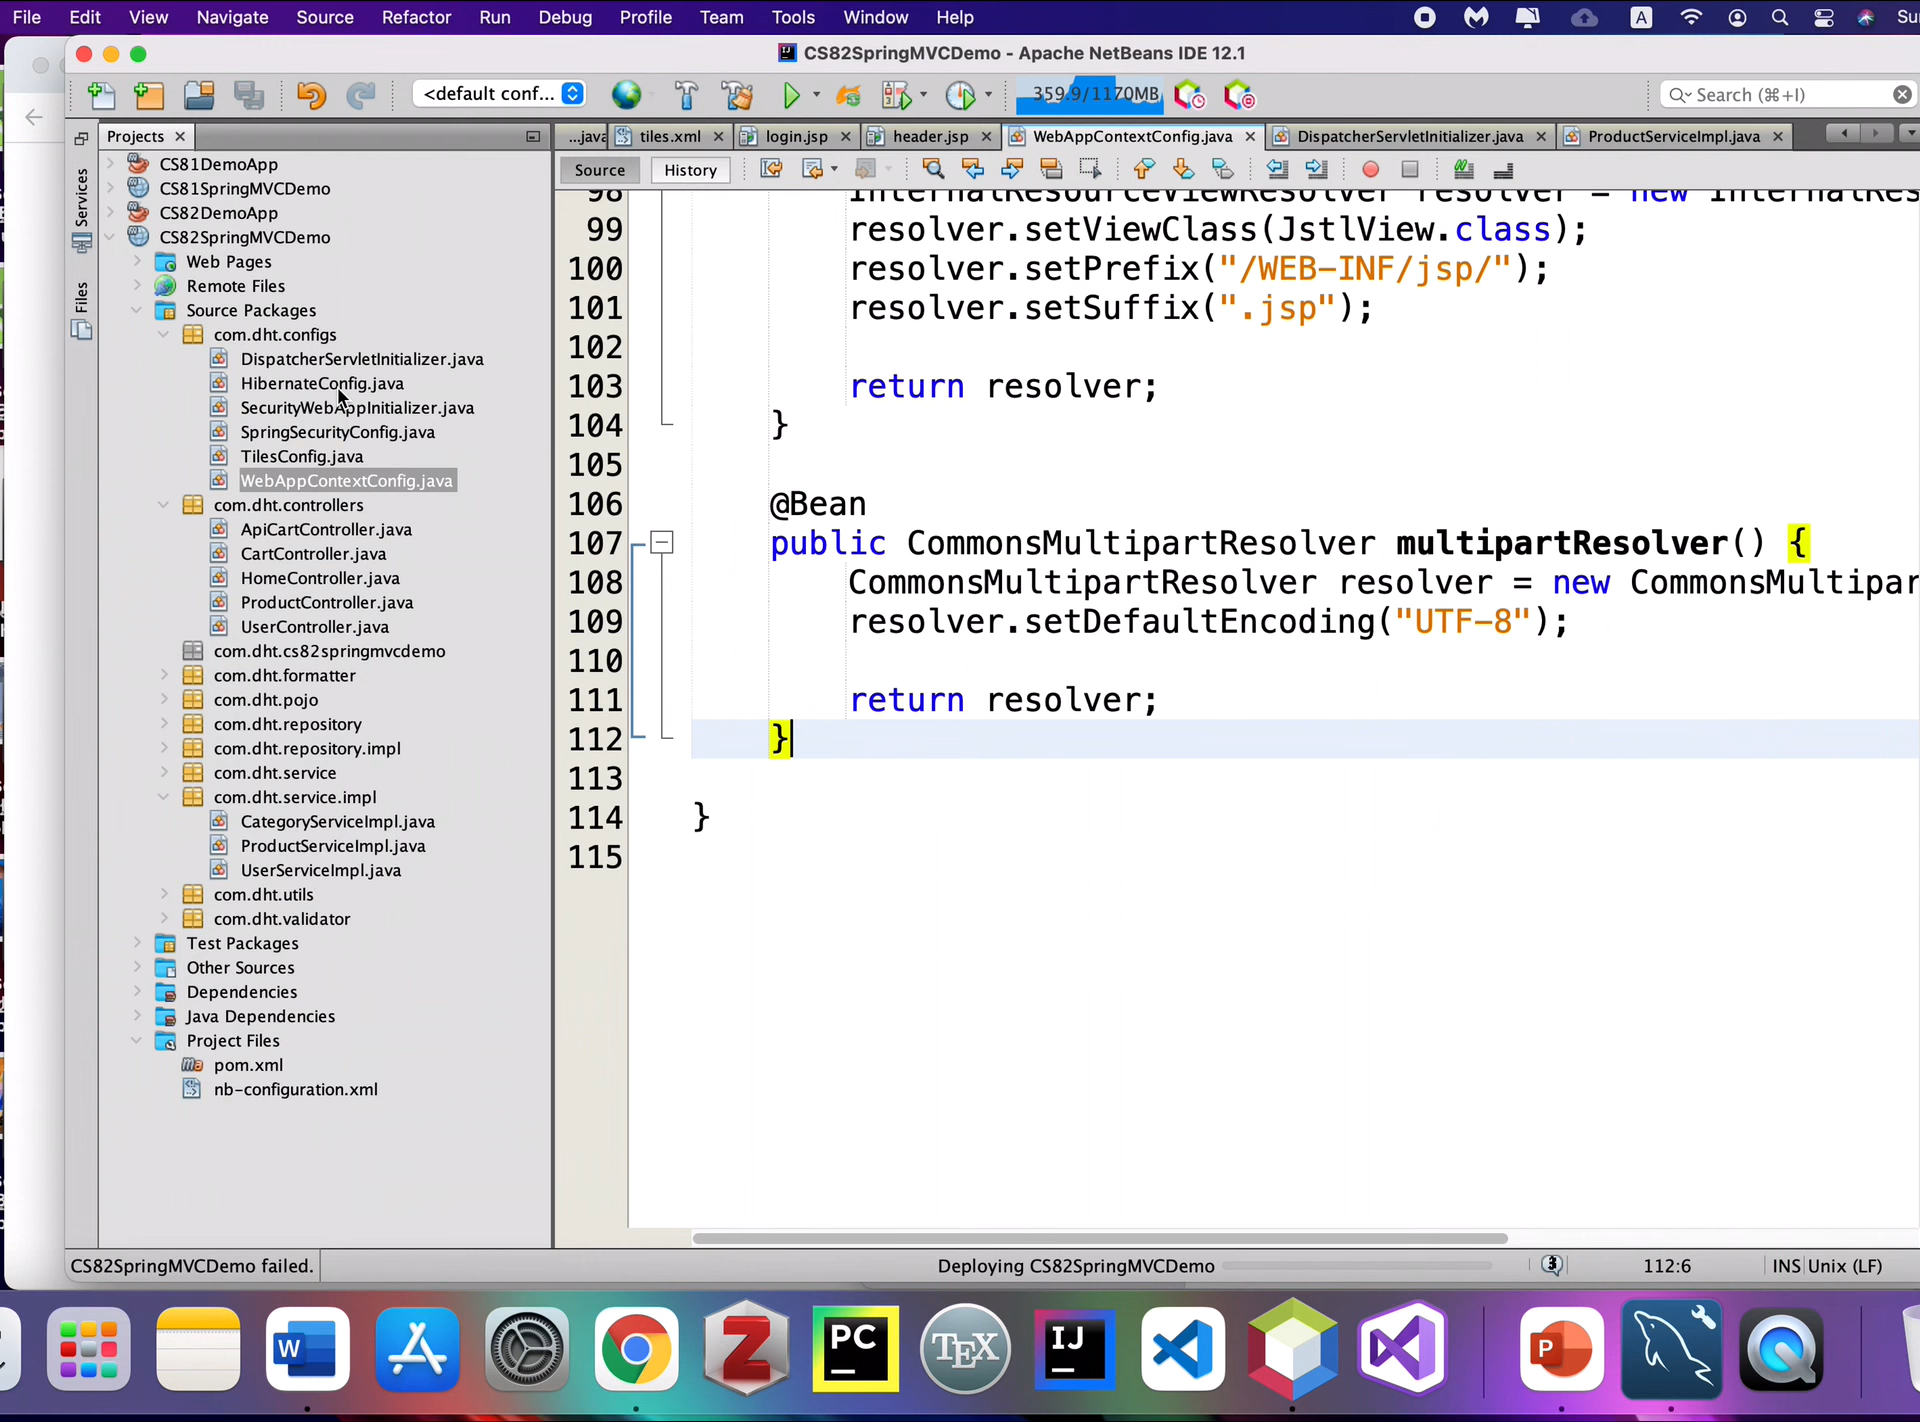 File Edit View Navigate Source Refactor Run Debug Profile Team Tools Window Help
CS82SpringMVCDemo - Apache NetBeans IDE 12.1
<default conf...
359.9/1170MB
Search (⌘+I)
Projects
...java
tiles.xml
login.jsp
header.jsp
WebAppContextConfig.java
DispatcherServletInitializer.java
ProductServiceImpl.java
Source
History
Services
Files
CS81DemoApp
CS81SpringMVCDemo
CS82DemoApp
CS82SpringMVCDemo
Web Pages
Remote Files
Source Packages
com.dht.configs
DispatcherServletInitializer.java
HibernateConfig.java
SecurityWebAppInitializer.java
SpringSecurityConfig.java
TilesConfig.java
WebAppContextConfig.java
com.dht.controllers
ApiCartController.java
CartController.java
HomeController.java
ProductController.java
UserController.java
com.dht.cs82springmvcdemo
com.dht.formatter
com.dht.pojo
com.dht.repository
com.dht.repository.impl
com.dht.service
com.dht.service.impl
CategoryServiceImpl.java
ProductServiceImpl.java
UserServiceImpl.java
com.dht.utils
com.dht.validator
Test Packages
Other Sources
Dependencies
Java Dependencies
Project Files
pom.xml
nb-configuration.xml
98 InternalResourceViewResolver resolver = new InternalRes
99 resolver.setViewClass(JstlView.class);
100 resolver.setPrefix("/WEB-INF/jsp/");
101 resolver.setSuffix(".jsp");
102
103 return resolver;
104 }
105
106 @Bean
107 public CommonsMultipartResolver multipartResolver() {
108 CommonsMultipartResolver resolver = new CommonsMultipar
109 resolver.setDefaultEncoding("UTF-8");
110
111 return resolver;
112 }
113
114 }
115
CS82SpringMVCDemo failed.
Deploying CS82SpringMVCDemo
3
112:6
INS Unix (LF)
W
Z
PC
TEX
IJ
P